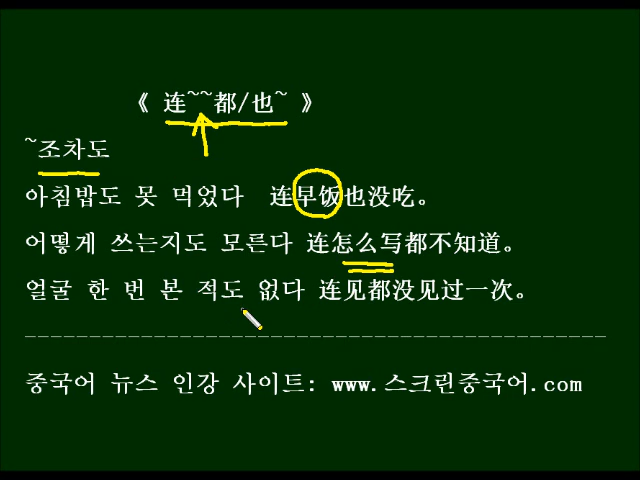 《 连~~都/也~ 》
~조차도
아침밥도 못 먹었다 连早饭也没吃。
어떻게 쓰는지도 모른다 连怎么写都不知道。
얼굴 한 번 본 적도 없다 连见都没见过一次。
중국어 뉴스 인강 사이트: www.스크린중국어.com